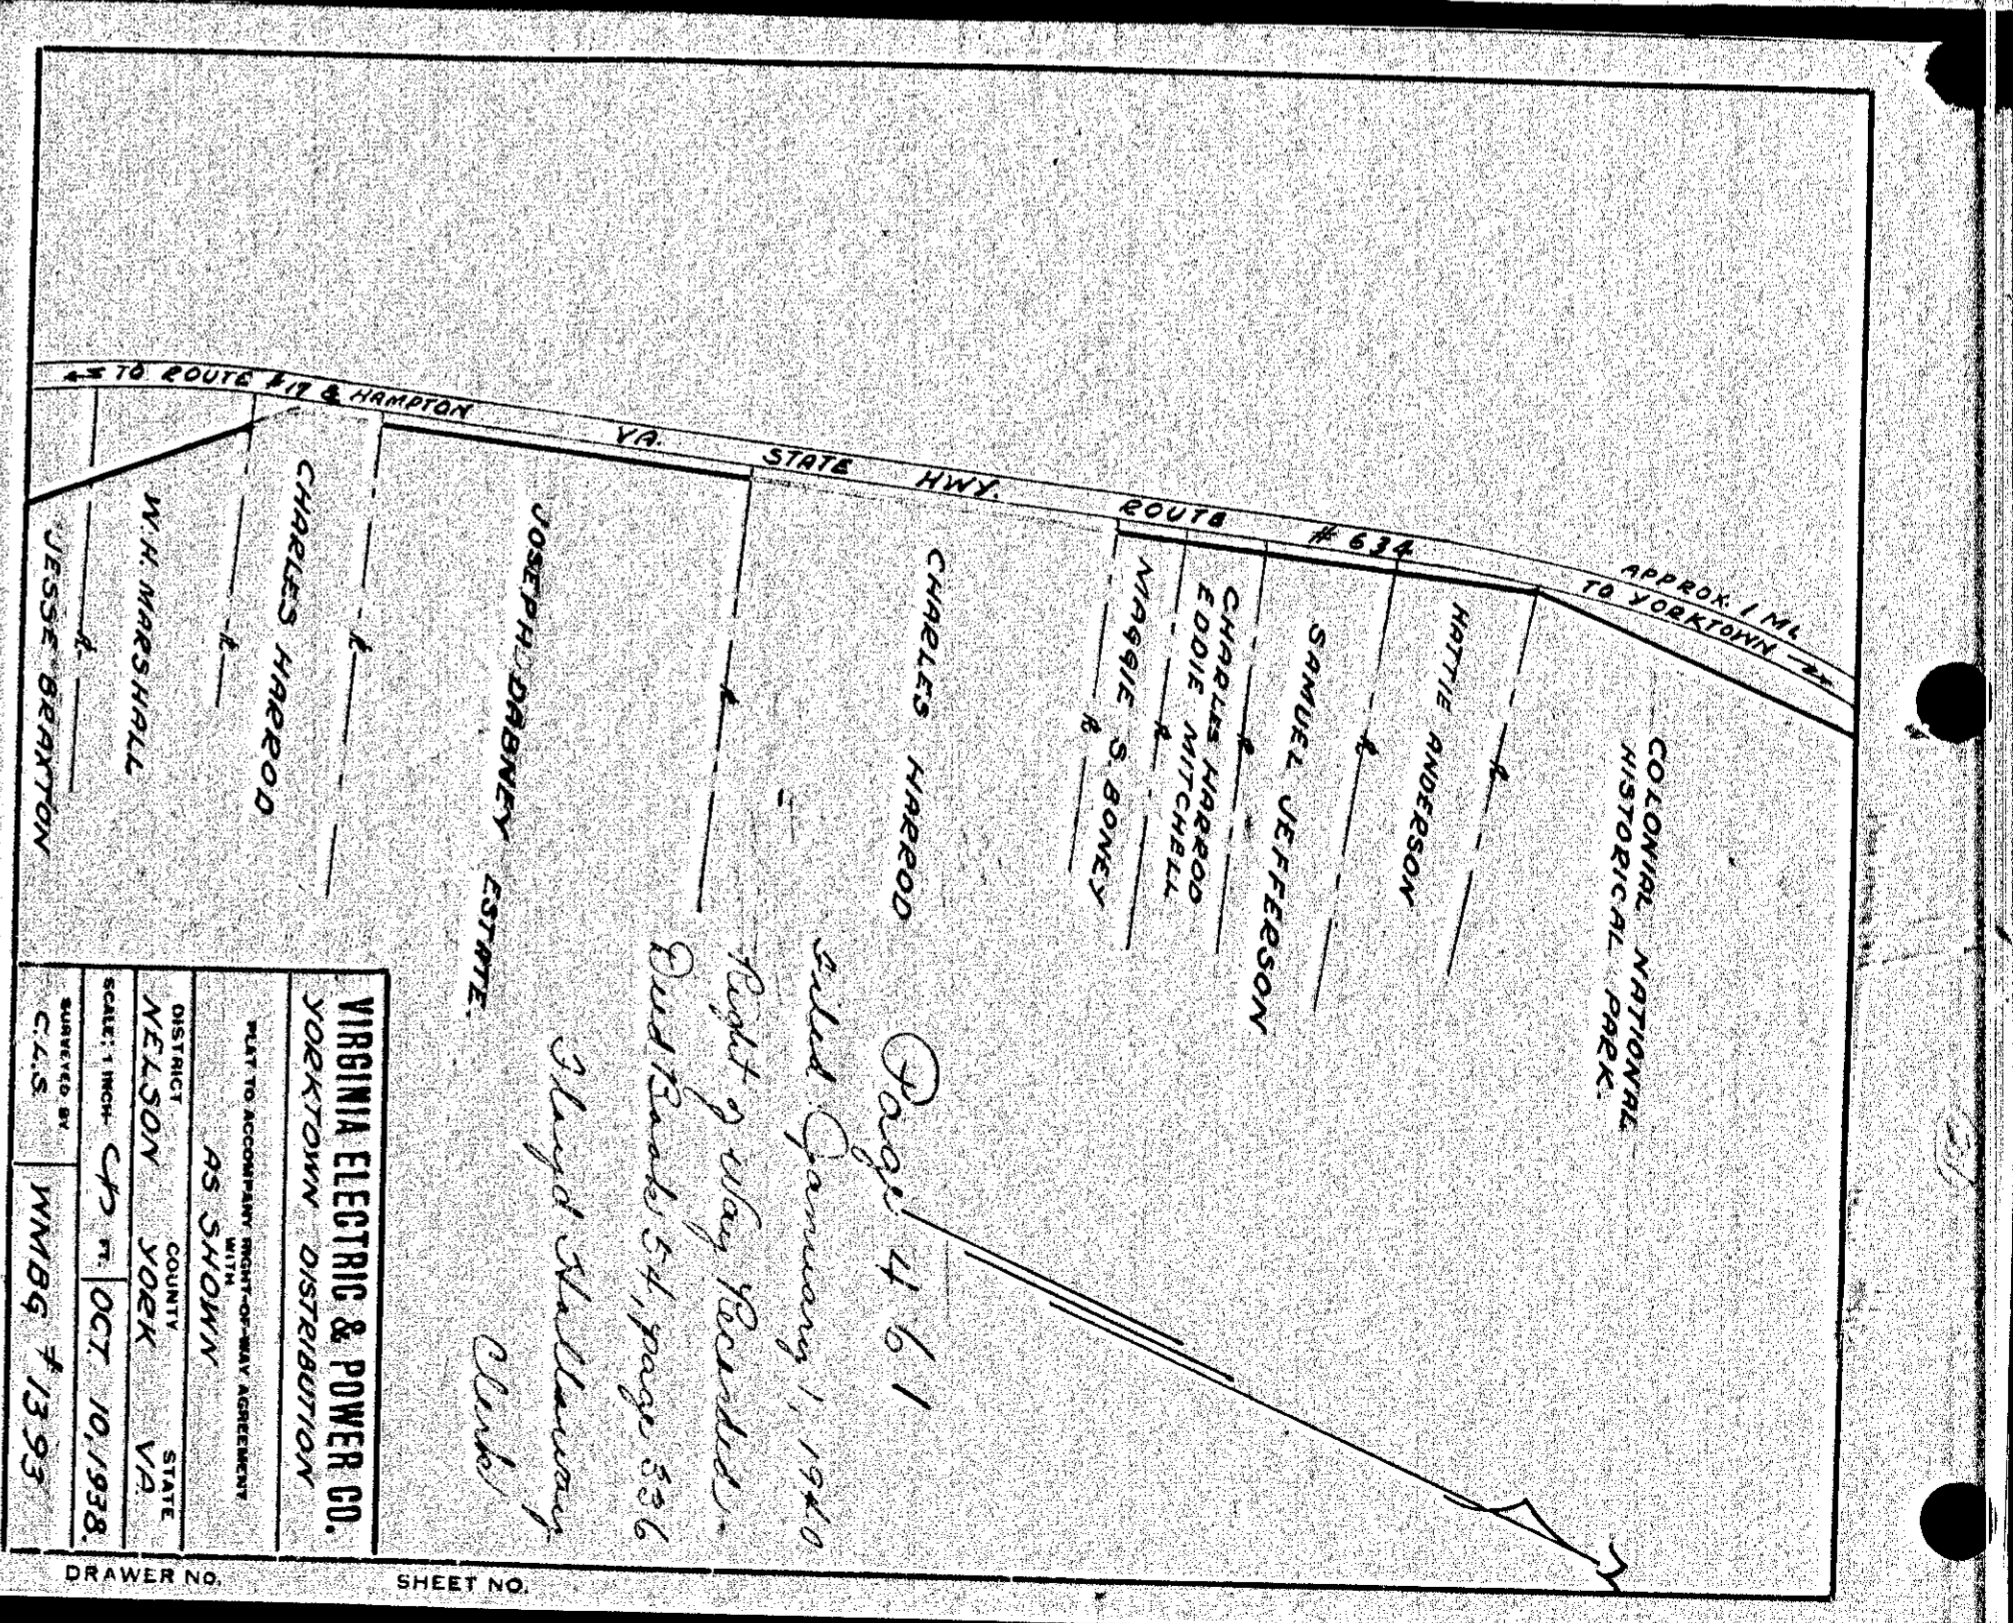 ← TO ROUTE #17 & HAMPTON
VA. STATE HWY. ROUTE # 634
APPROX. 1 MI.
TO YORKTOWN →
JESSE BRAXTON
W.H. MARSHALL
CHARLES HARROD
JOSEPH DABNEY ESTATE.
CHARLES HARROD
MAGGIE S. BONEY
EDDIE MITCHELL
CHARLES HARROD
SAMUEL JEFFERSON
HATTIE ANDERSON
COLONIAL NATIONAL
HISTORICAL PARK.
Page 461
Filed January 1, 1940
Right of Way Recorded
Deed Book 54, page 336
Floyd Hallaway
Clerk
VIRGINIA ELECTRIC & POWER CO.
YORKTOWN DISTRIBUTION
PLAT TO ACCOMPANY RIGHT-OF-WAY AGREEMENT
WITH
AS SHOWN
DISTRICT COUNTY STATE
NELSON YORK VA.
SCALE: 1 INCH FT. OCT. 10, 1938.
SURVEYED BY
C.L.S. WMBG # 1393
DRAWER NO. SHEET NO.